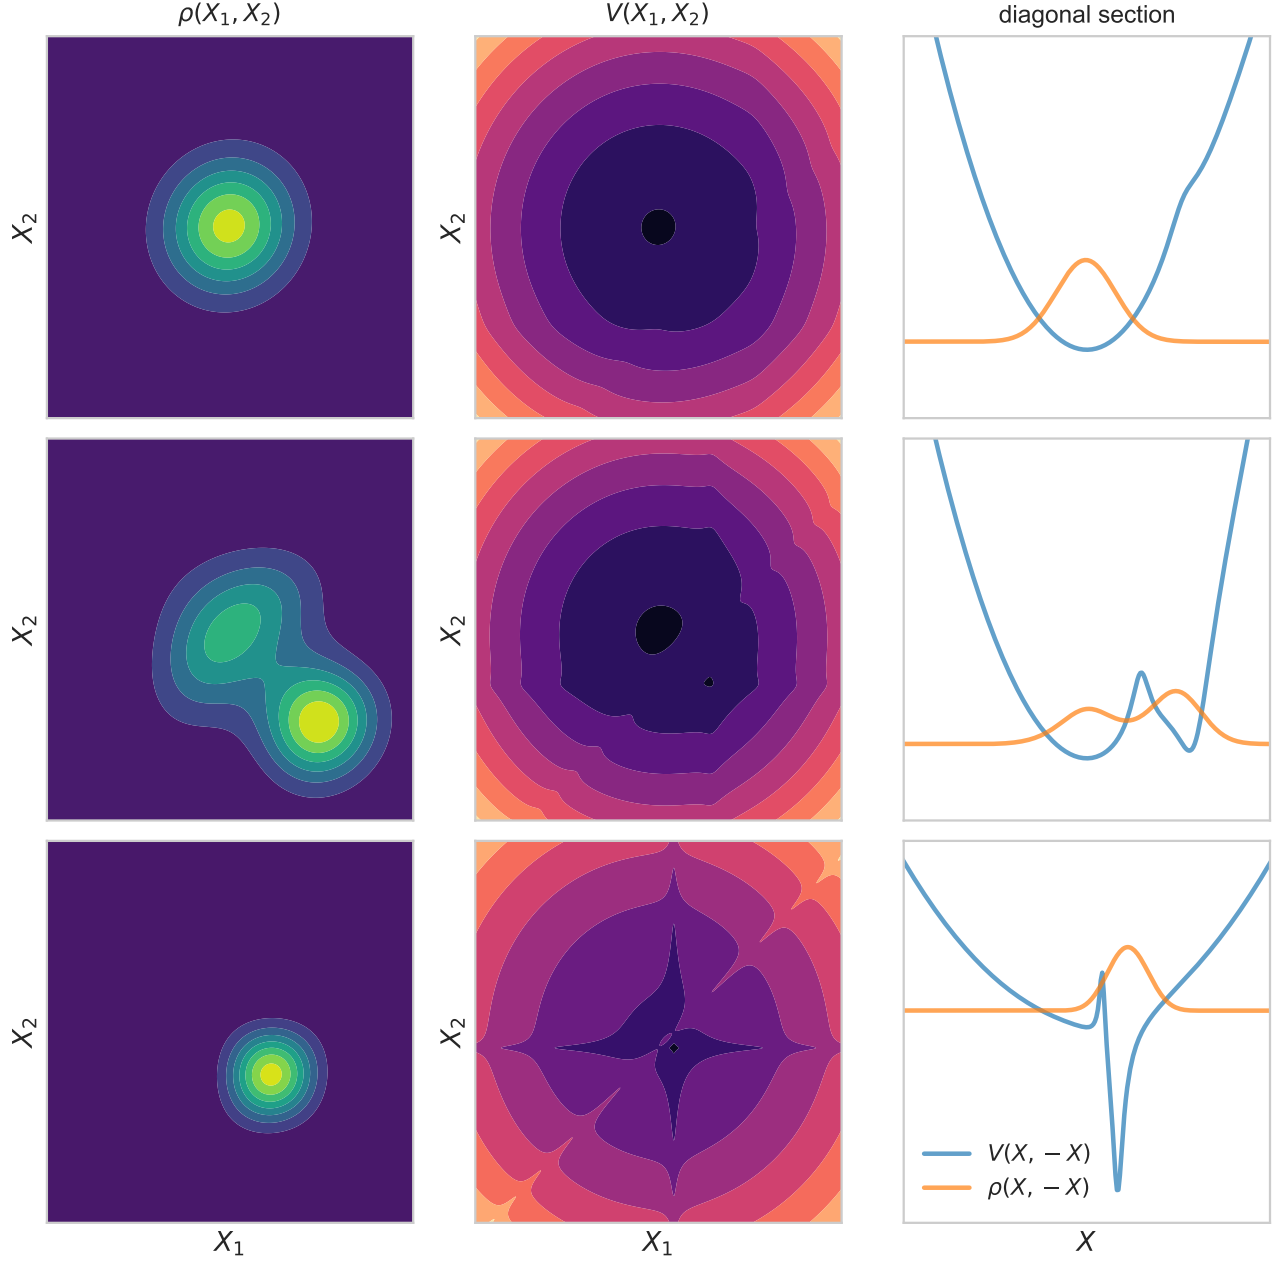 ρ(X₁, X₂)
V(X₁, X₂)
diagonal section
X₂
X₂
X₂
X₂
X₂
X₂
V(X, −X)
ρ(X, −X)
X₁
X₁
X